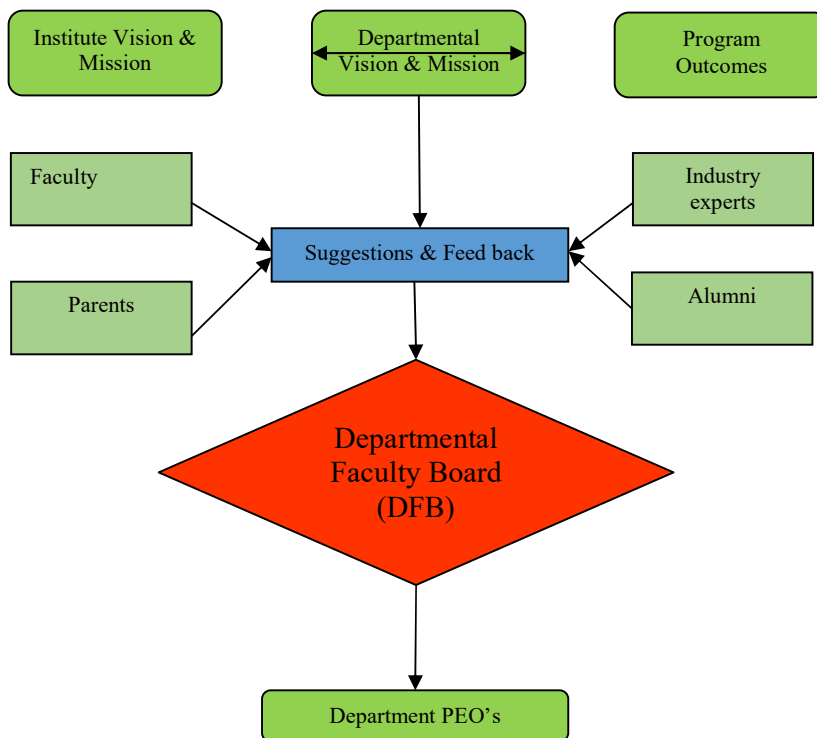 Institute Vision &
Mission
Departmental
Vision & Mission
Program
Outcomes
Faculty
Industry
experts
Suggestions & Feed back
Parents
Alumni
Departmental
Faculty Board
(DFB)
Department PEO’s